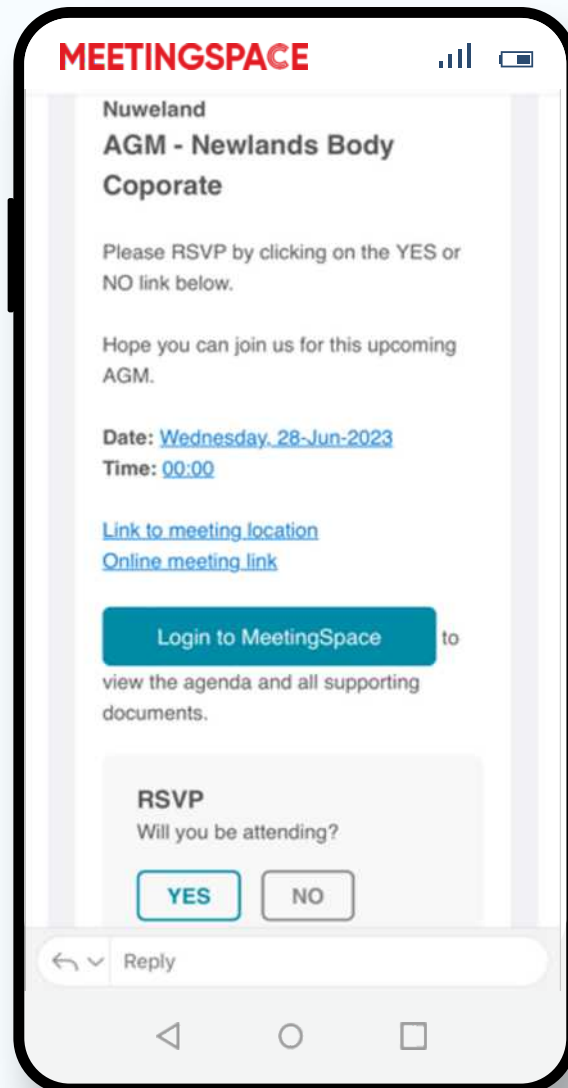 MEETINGSPACE
Nuweland
AGM - Newlands Body
Coporate
Please RSVP by clicking on the YES or
NO link below.
Hope you can join us for this upcoming
AGM.
Date: Wednesday, 28-Jun-2023
Time: 00:00
Link to meeting location
Online meeting link
Login to MeetingSpace to
view the agenda and all supporting
documents.
RSVP
Will you be attending?
YES NO
Reply